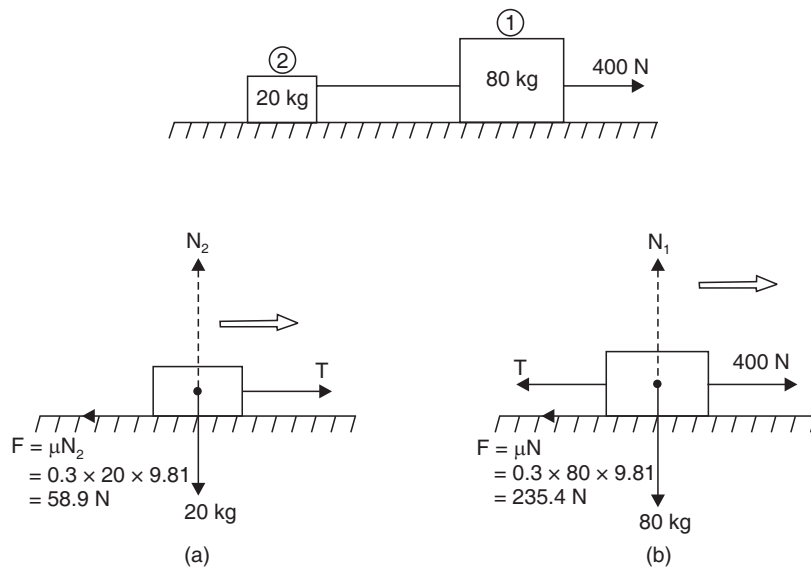 ①
②
400 N
80 kg
20 kg
N₂
N₁
T
T
400 N
F = μN₂
= 0.3 × 20 × 9.81
= 58.9 N
20 kg
F = μN
= 0.3 × 80 × 9.81
= 235.4 N
80 kg
(a)
(b)